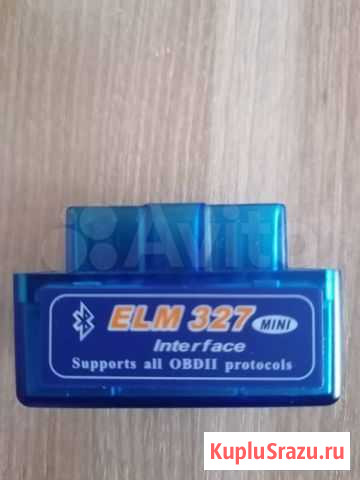 Avito
ELM 327 MINI
Interface
Supports all OBDII protocols
KupluSrazu.ru